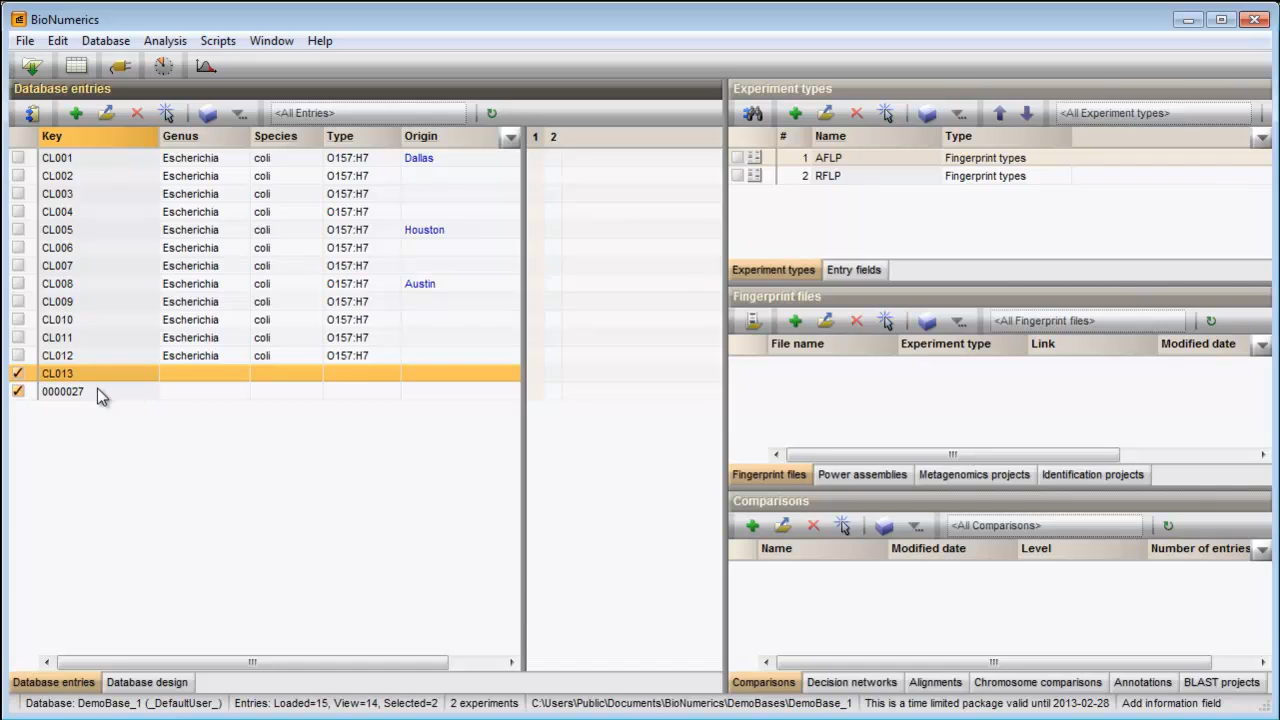 BioNumerics
File Edit Database Analysis Scripts Window Help
Database entries
<All Entries>
Key Genus Species Type Origin 1 2
CL001 Escherichia coli O157:H7 Dallas
CL002 Escherichia coli O157:H7
CL003 Escherichia coli O157:H7
CL004 Escherichia coli O157:H7
CL005 Escherichia coli O157:H7 Houston
CL006 Escherichia coli O157:H7
CL007 Escherichia coli O157:H7
CL008 Escherichia coli O157:H7 Austin
CL009 Escherichia coli O157:H7
CL010 Escherichia coli O157:H7
CL011 Escherichia coli O157:H7
CL012 Escherichia coli O157:H7
CL013
0000027
Database entries Database design
Experiment types
<All Experiment types>
# Name Type
1 AFLP Fingerprint types
2 RFLP Fingerprint types
Experiment types Entry fields
Fingerprint files
<All Fingerprint files>
File name Experiment type Link Modified date
Fingerprint files Power assemblies Metagenomics projects Identification projects
Comparisons
<All Comparisons>
Name Modified date Level Number of entries
Comparisons Decision networks Alignments Chromosome comparisons Annotations BLAST projects
Database: DemoBase_1 (_DefaultUser_) Entries: Loaded=15, View=14, Selected=2 2 experiments C:\Users\Public\Documents\BioNumerics\DemoBases\DemoBase_1 This is a time limited package valid until 2013-02-28 Add information field